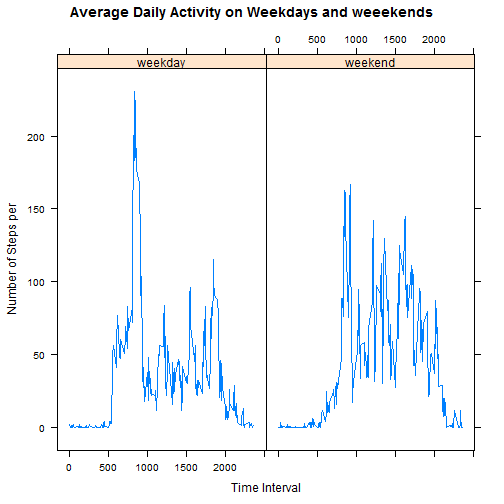 Average Daily Activity on Weekdays and weeekends
0 500 1000 1500 2000
weekday weekend
200
150
100
50
0
Number of Steps per
0 500 1000 1500 2000
Time Interval